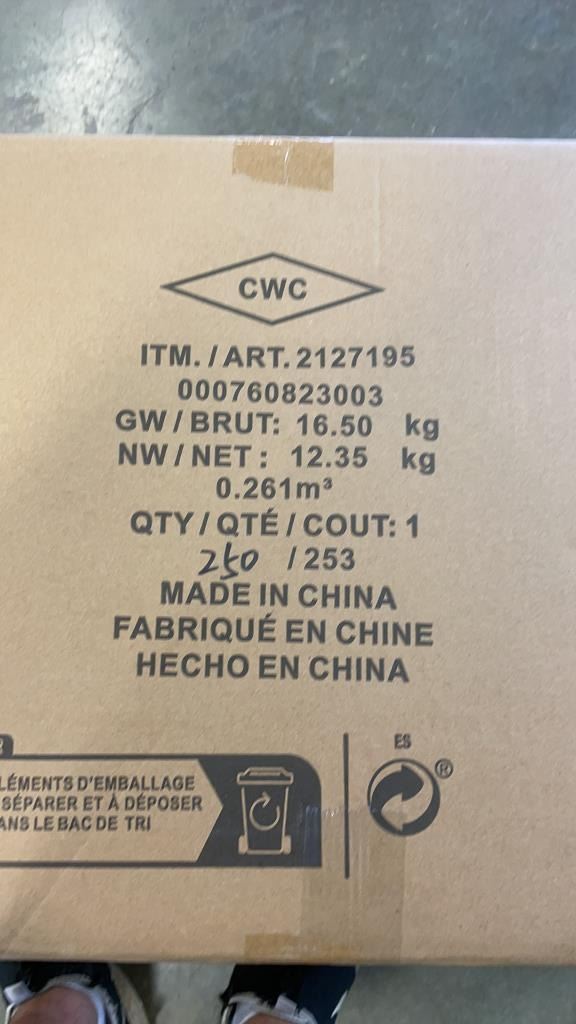 CWC
ITM. / ART. 2127195
000760823003
GW / BRUT: 16.50 kg
NW / NET : 12.35 kg
0.261m³
QTY / QTÉ / COUT: 1
250 / 253
MADE IN CHINA
FABRIQUÉ EN CHINE
HECHO EN CHINA
LÉMENTS D'EMBALLAGE
SÉPARER ET À DÉPOSER
ANS LE BAC DE TRI
ES
®